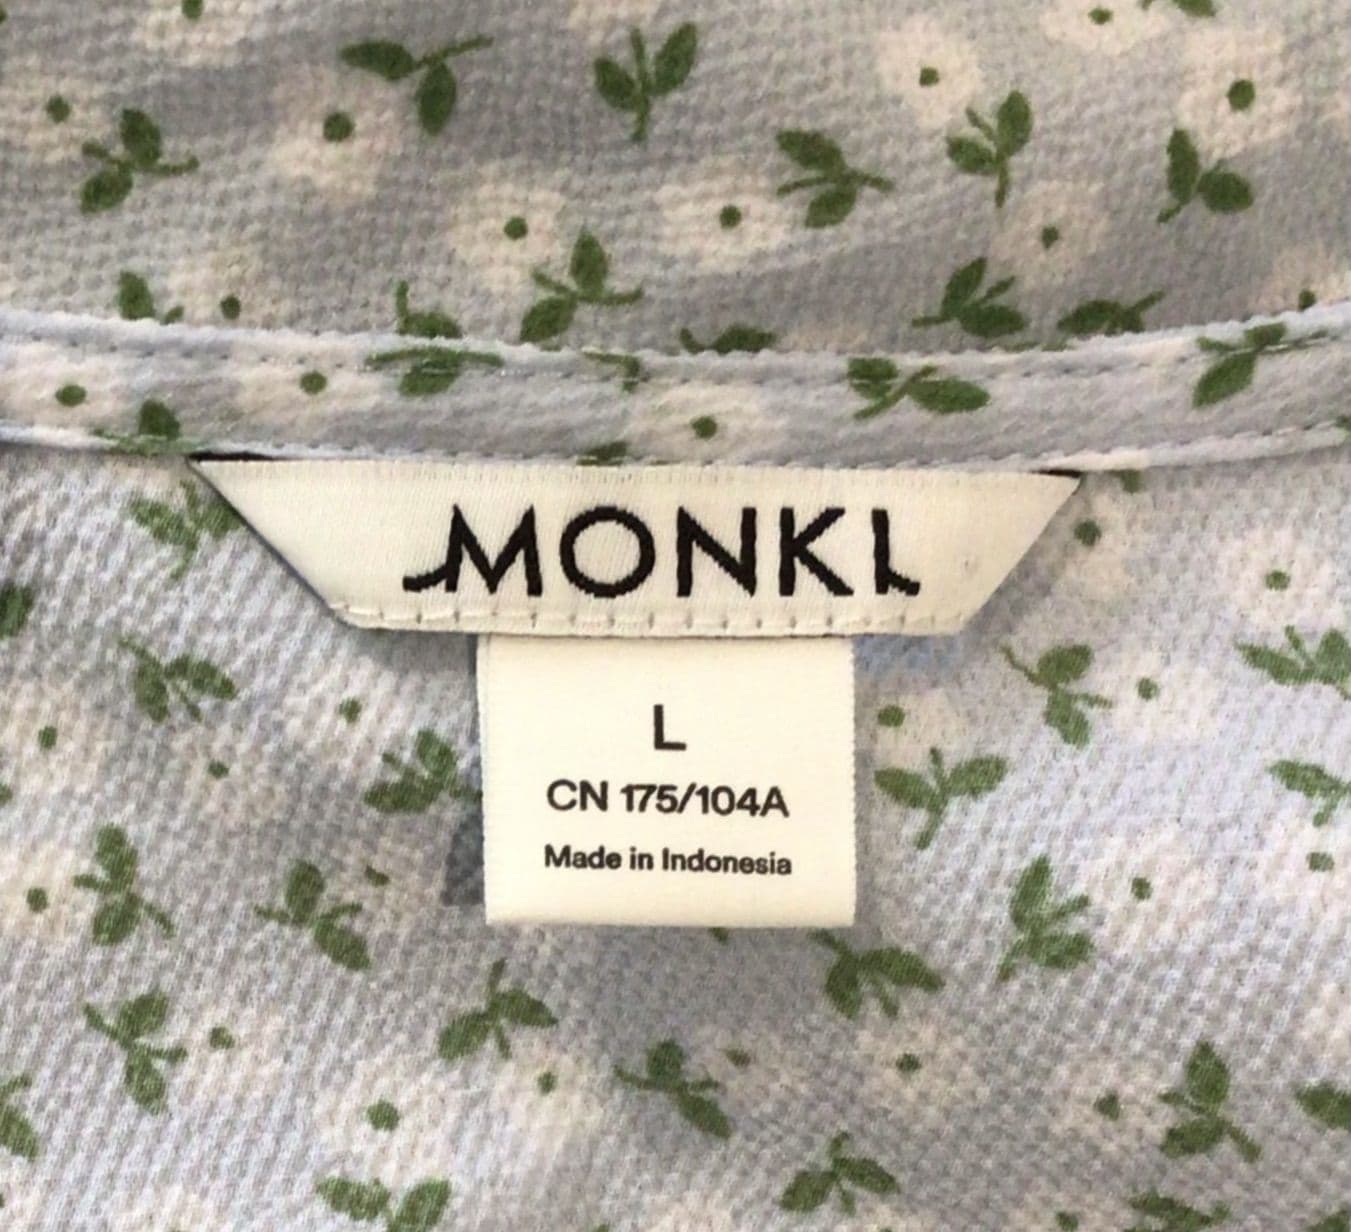 MONKI
L
CN 175/104A
Made in Indonesia